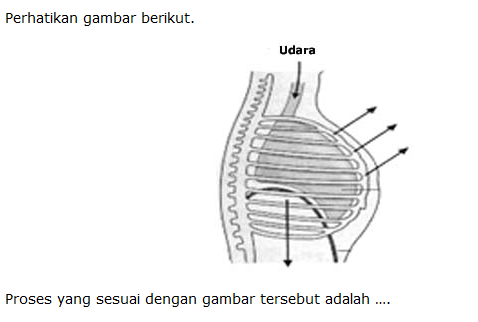 Perhatikan gambar berikut.
Udara
Proses yang sesuai dengan gambar tersebut adalah ....